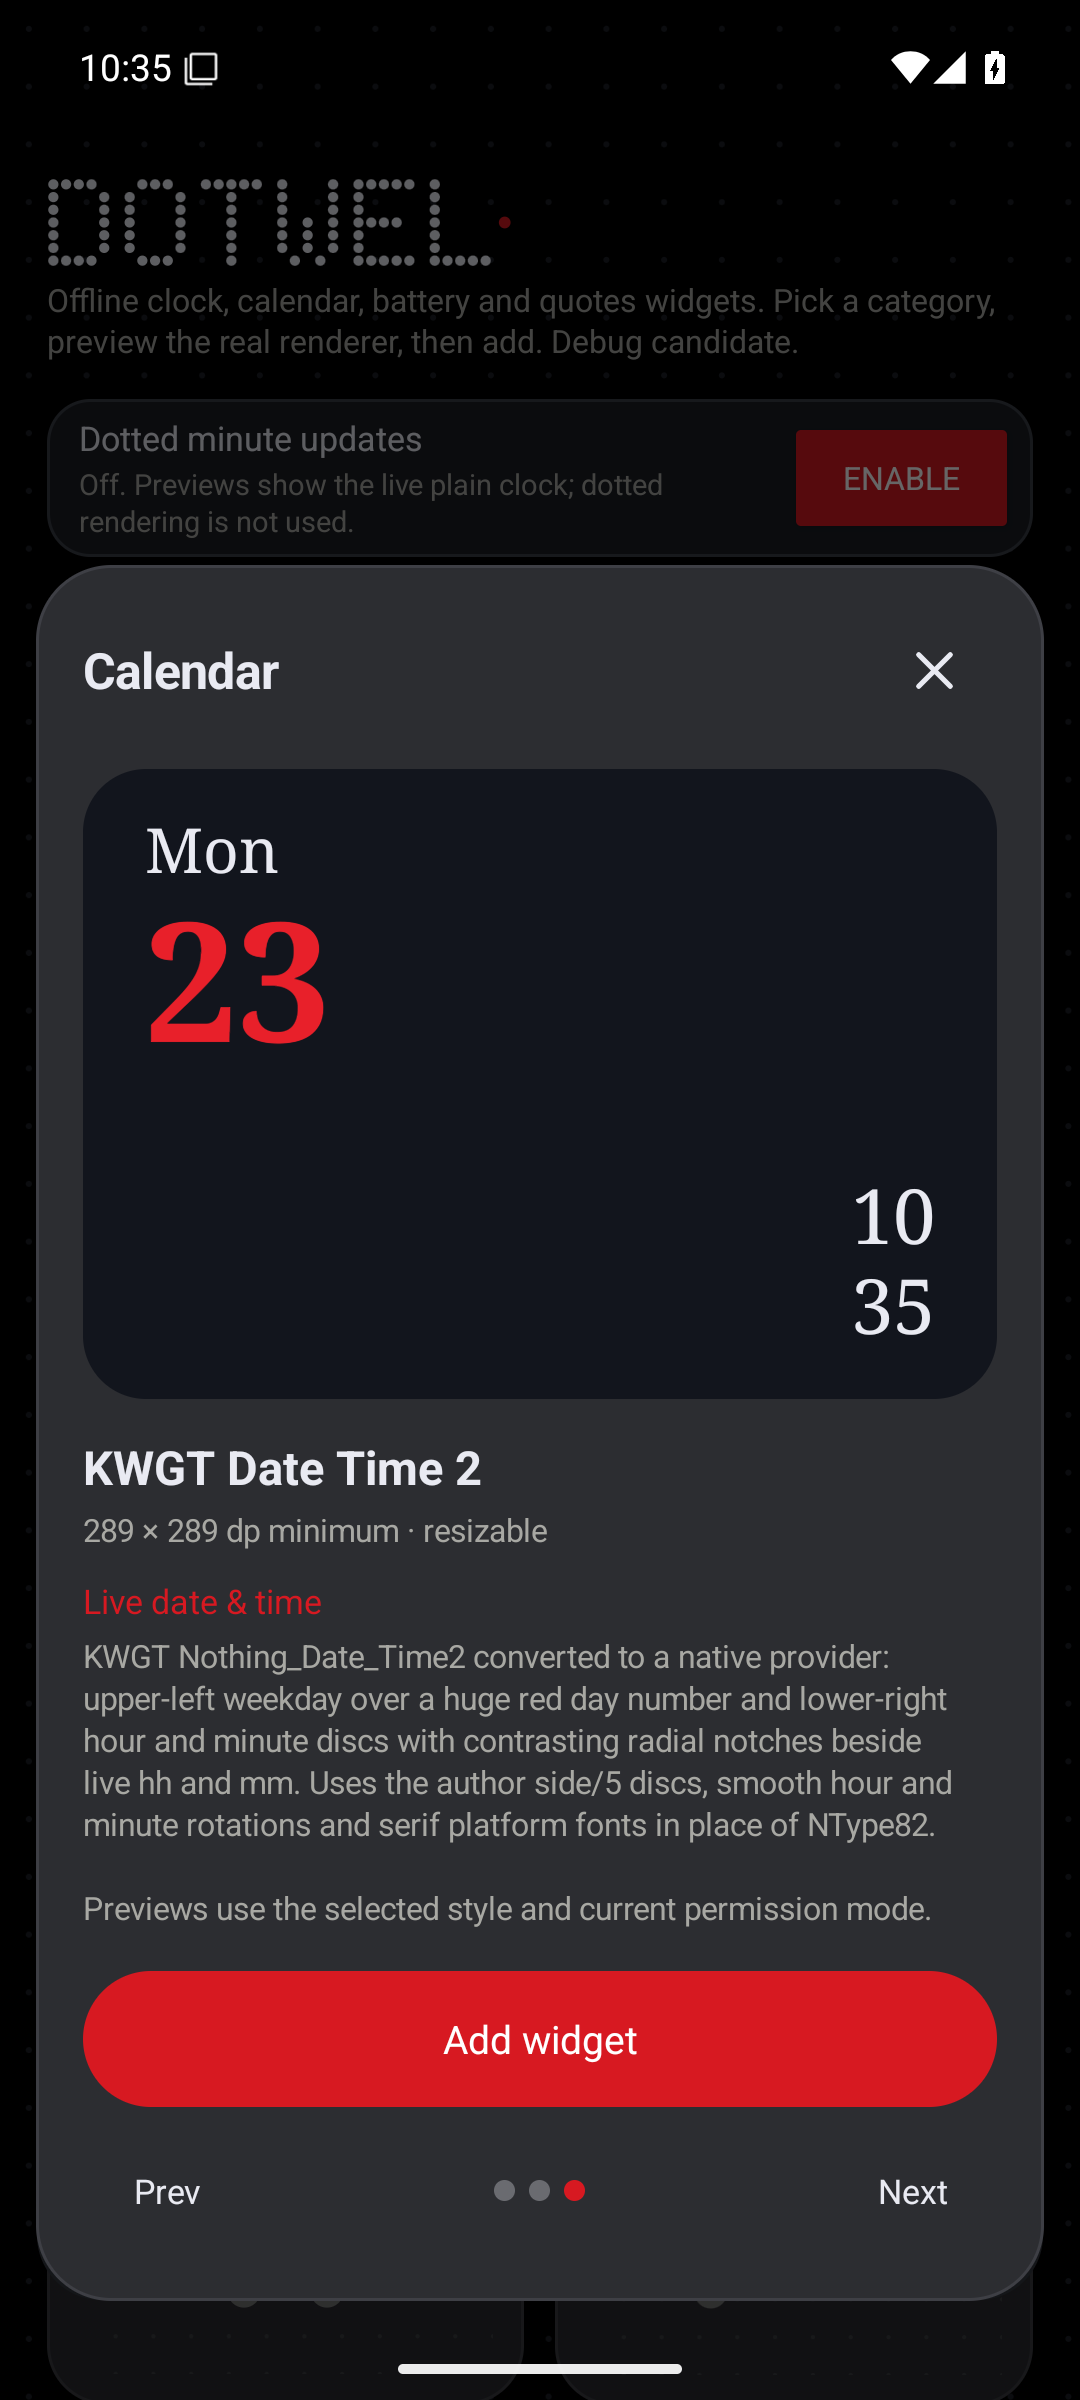 10:35
DOTWEL
Offline clock, calendar, battery and quotes widgets. Pick a category,
preview the real renderer, then add. Debug candidate.
Dotted minute updates
Off. Previews show the live plain clock; dotted
rendering is not used.
ENABLE
Calendar
Mon
23
10
35
KWGT Date Time 2
289 × 289 dp minimum · resizable
Live date & time
KWGT Nothing_Date_Time2 converted to a native provider:
upper-left weekday over a huge red day number and lower-right
hour and minute discs with contrasting radial notches beside
live hh and mm. Uses the author side/5 discs, smooth hour and
minute rotations and serif platform fonts in place of NType82.
Previews use the selected style and current permission mode.
Add widget
Prev
Next